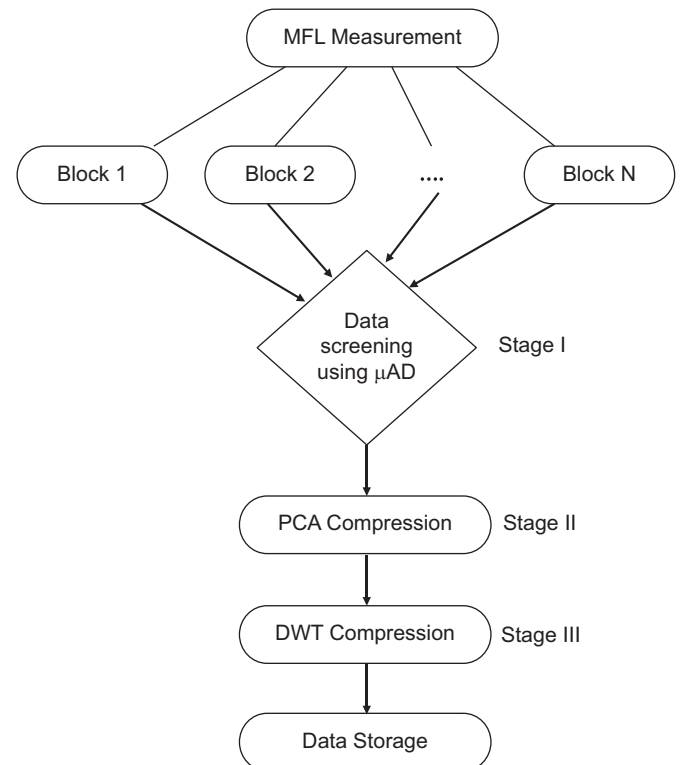 MFL Measurement
Block 1
Block 2
....
Block N
Data
screening
using μAD
Stage I
PCA Compression
Stage II
DWT Compression
Stage III
Data Storage